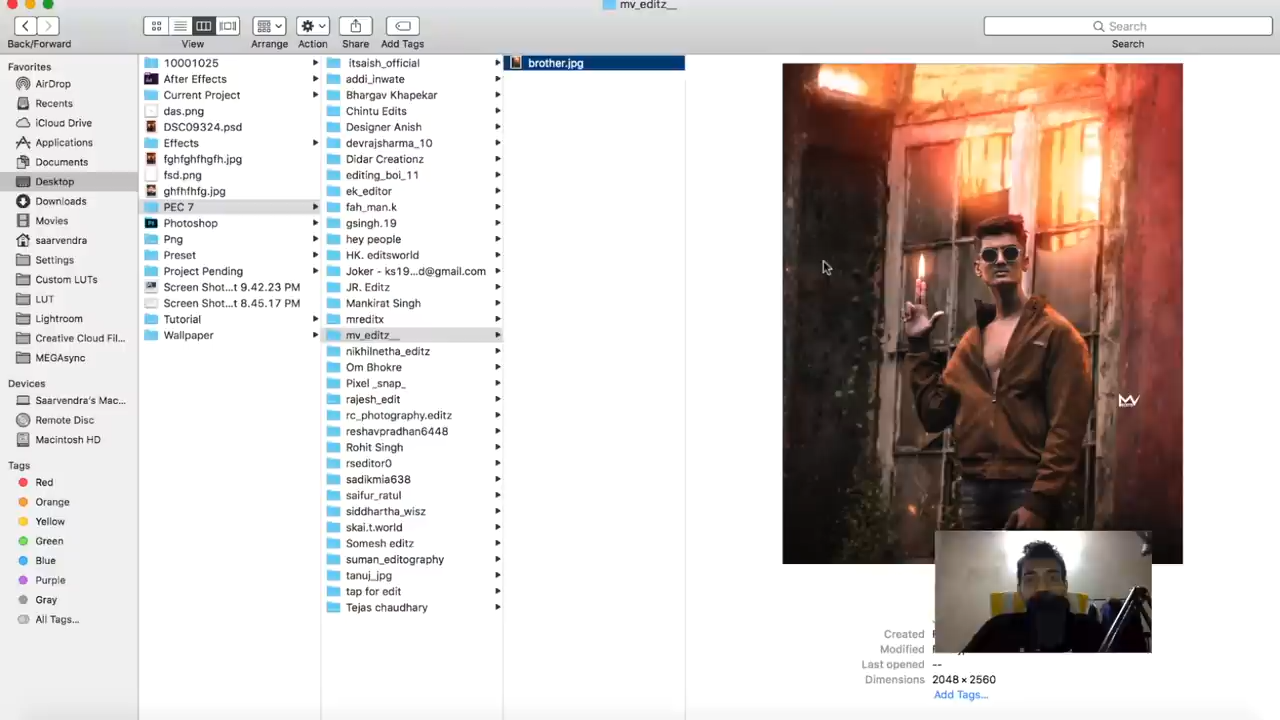 mv_editz__
Back/Forward
View
Arrange
Action
Share
Add Tags
Search
Search
Favorites
AirDrop
Recents
iCloud Drive
Applications
Documents
Desktop
Downloads
Movies
saarvendra
Settings
Custom LUTs
LUT
Lightroom
Creative Cloud Fil...
MEGAsync
Devices
Saarvendra's Mac...
Remote Disc
Macintosh HD
Tags
Red
Orange
Yellow
Green
Blue
Purple
Gray
All Tags...
10001025
After Effects
Current Project
das.png
DSC09324.psd
Effects
fghfghfhgfh.jpg
fsd.png
ghfhfhfg.jpg
PEC 7
Photoshop
Png
Preset
Project Pending
Screen Shot...t 9.42.23 PM
Screen Shot...t 8.45.17 PM
Tutorial
Wallpaper
itsaish_official
addi_inwate
Bhargav Khapekar
Chintu Edits
Designer Anish
devrajsharma_10
Didar Creationz
editing_boi_11
ek_editor
fah_man.k
gsingh.19
hey people
HK. editsworld
Joker - ks19...d@gmail.com
JR. Editz
Mankirat Singh
mreditx
mv_editz__
nikhilnetha_editz
Om Bhokre
Pixel _snap_
rajesh_edit
rc_photography.editz
reshavpradhan6448
Rohit Singh
rseditor0
sadikmia638
saifur_ratul
siddhartha_wisz
skai.t.world
Somesh editz
suman_editography
tanuj_jpg
tap for edit
Tejas chaudhary
brother.jpg
Created
Modified
Last opened --
Dimensions 2048 × 2560
Add Tags...